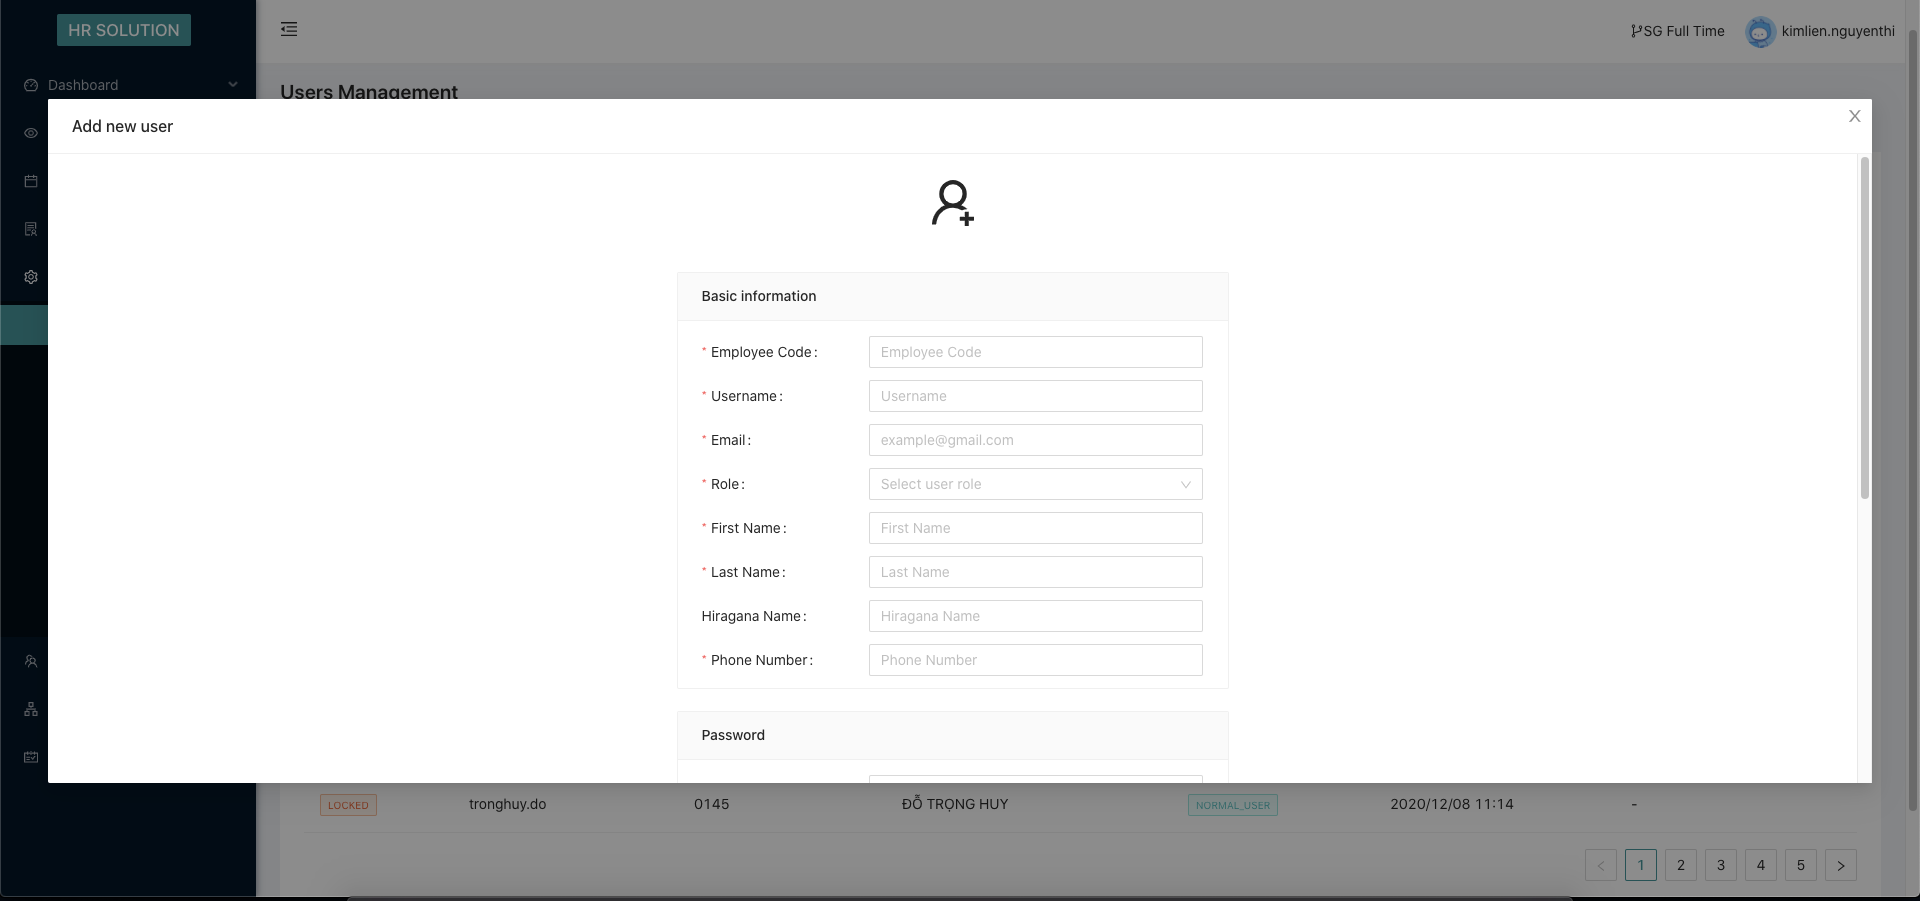 HR SOLUTION
SG Full Time
kimlien.nguyenthi
Dashboard
Users Management
Add new user
Basic information
* Employee Code:
Employee Code
* Username:
Username
* Email:
example@gmail.com
* Role:
Select user role
* First Name:
First Name
* Last Name:
Last Name
Hiragana Name:
Hiragana Name
* Phone Number:
Phone Number
Password
LOCKED tronghuy.do 0145 ĐỖ TRỌNG HUY NORMAL_USER 2020/12/08 11:14 -
< 1 2 3 4 5 >